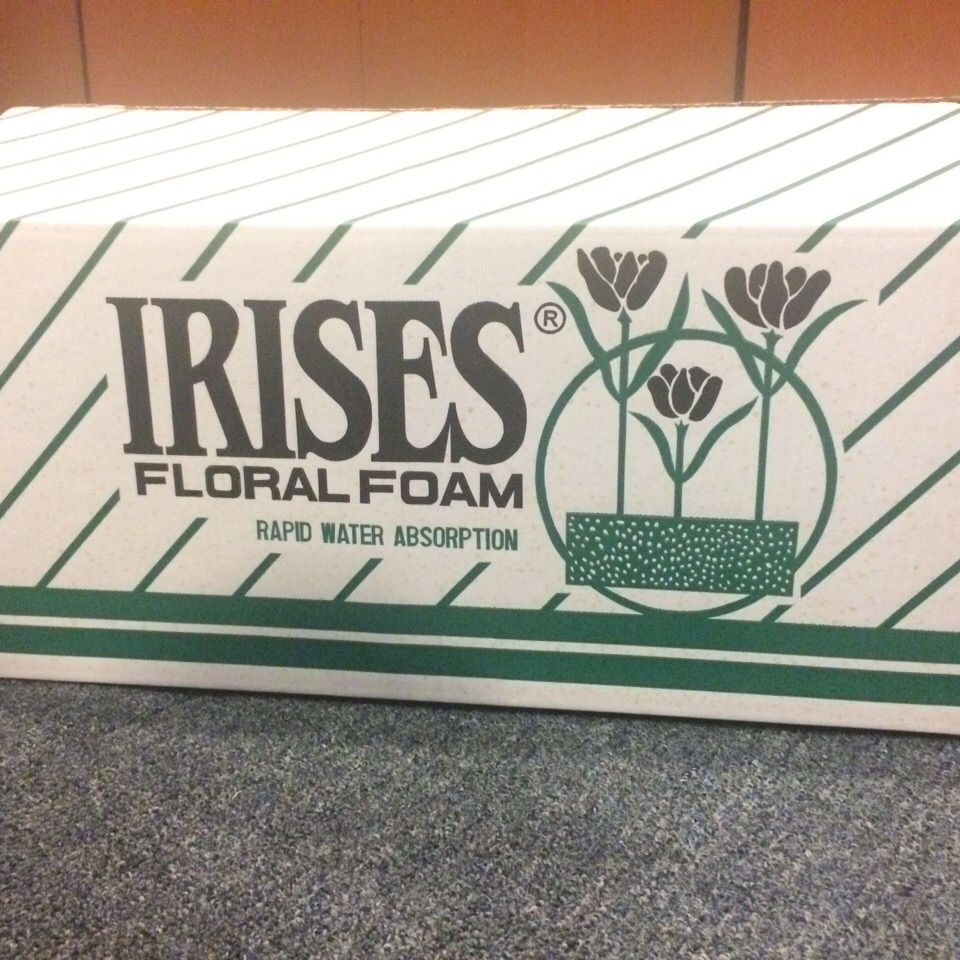 IRISES®
FLORAL FOAM
RAPID WATER ABSORPTION